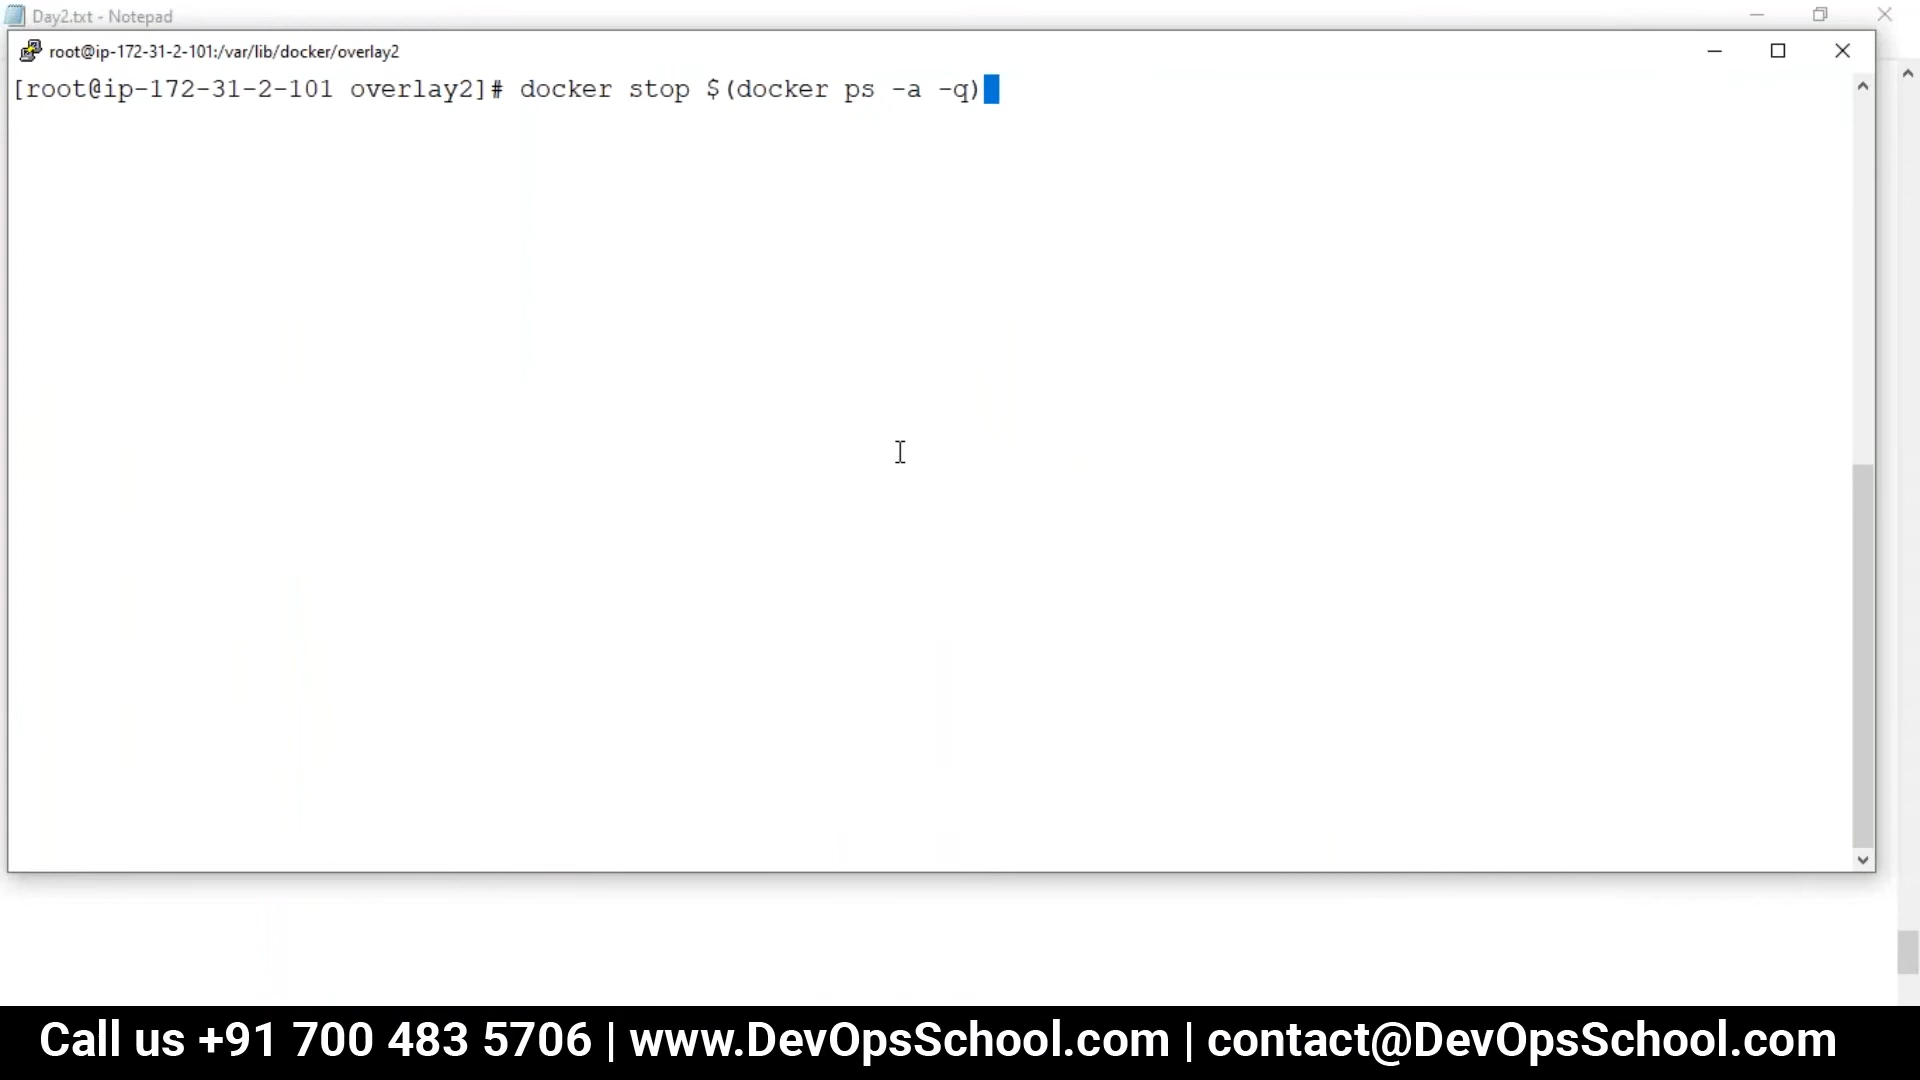 Day2.txt - Notepad
root@ip-172-31-2-101:/var/lib/docker/overlay2
[root@ip-172-31-2-101 overlay2]# docker stop $(docker ps -a -q)
Call us +91 700 483 5706 | www.DevOpsSchool.com | contact@DevOpsSchool.com